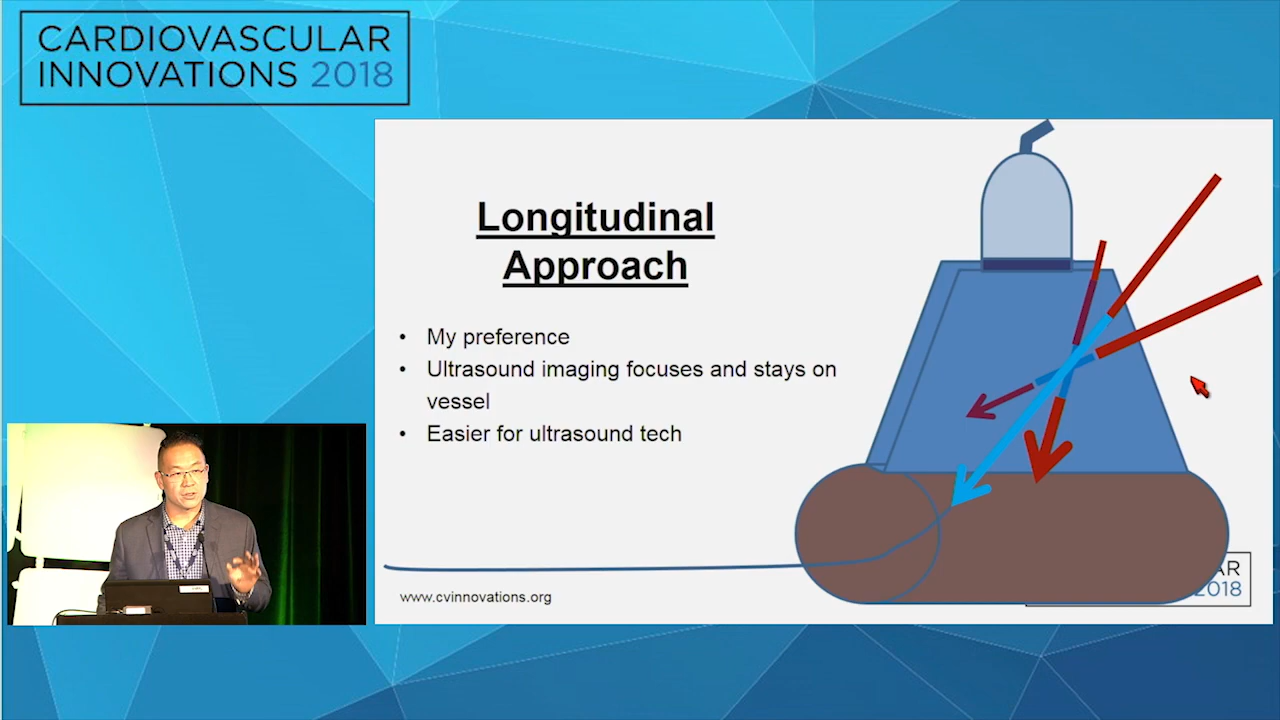 CARDIOVASCULAR
INNOVATIONS 2018
Longitudinal
Approach
• My preference
• Ultrasound imaging focuses and stays on
vessel
• Easier for ultrasound tech
www.cvinnovations.org
AR
2018